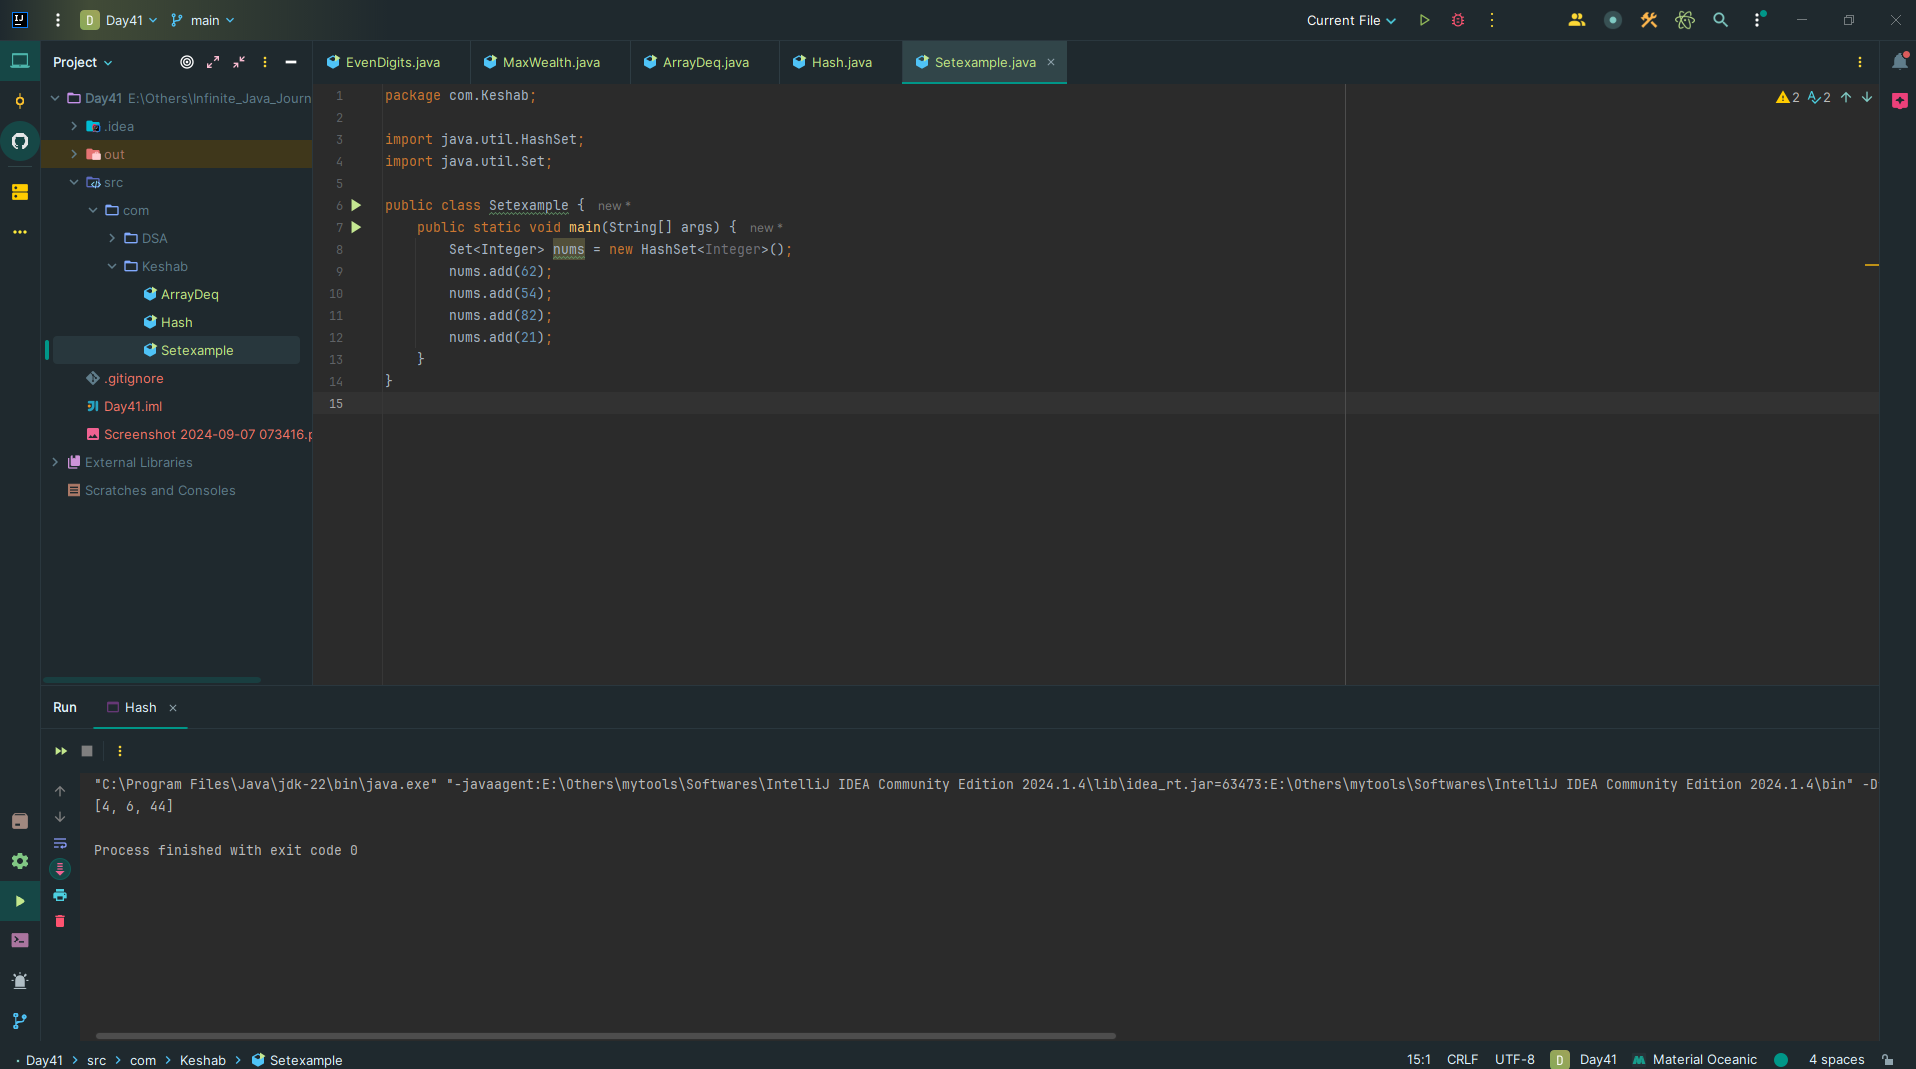 D Day41 main Current File
Project
EvenDigits.java MaxWealth.java ArrayDeq.java Hash.java Setexample.java
Day41 E:\Others\Infinite_Java_Journ
.idea
out
src
com
DSA
Keshab
ArrayDeq
Hash
Setexample
.gitignore
Day41.iml
Screenshot 2024-09-07 073416.p
External Libraries
Scratches and Consoles
2 2
1 package com.Keshab;
2
3 import java.util.HashSet;
4 import java.util.Set;
5
6 public class Setexample { new *
7 public static void main(String[] args) { new *
8 Set<Integer> nums = new HashSet<Integer>();
9 nums.add(62);
10 nums.add(54);
11 nums.add(82);
12 nums.add(21);
13 }
14 }
15
Run Hash
"C:\Program Files\Java\jdk-22\bin\java.exe" "-javaagent:E:\Others\mytools\Softwares\IntelliJ IDEA Community Edition 2024.1.4\lib\idea_rt.jar=63473:E:\Others\mytools\Softwares\IntelliJ IDEA Community Edition 2024.1.4\bin" -D
[4, 6, 44]
Process finished with exit code 0
Day41 > src > com > Keshab > Setexample 15:1 CRLF UTF-8 D Day41 Material Oceanic 4 spaces